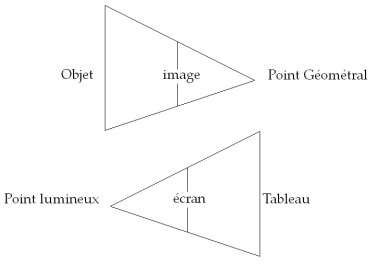 Objet image Point Géométral
Point lumineux écran Tableau